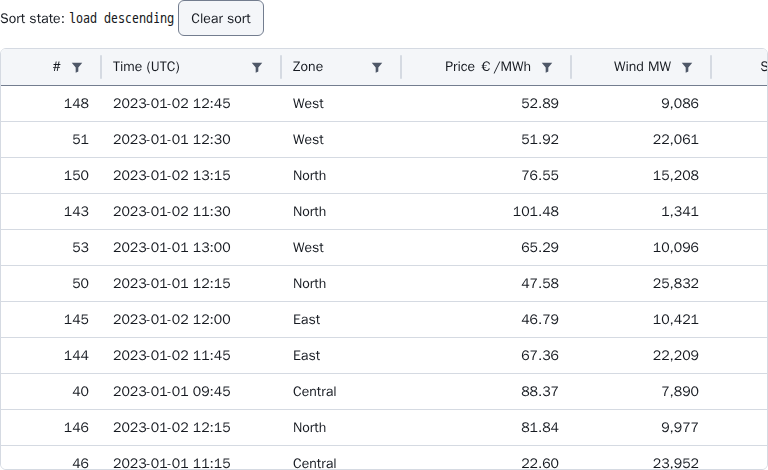 Sort state: load descending Clear sort
# Time (UTC) Zone Price €/MWh Wind MW S
148 2023-01-02 12:45 West 52.89 9,086
51 2023-01-01 12:30 West 51.92 22,061
150 2023-01-02 13:15 North 76.55 15,208
143 2023-01-02 11:30 North 101.48 1,341
53 2023-01-01 13:00 West 65.29 10,096
50 2023-01-01 12:15 North 47.58 25,832
145 2023-01-02 12:00 East 46.79 10,421
144 2023-01-02 11:45 East 67.36 22,209
40 2023-01-01 09:45 Central 88.37 7,890
146 2023-01-02 12:15 North 81.84 9,977
46 2023-01-01 11:15 Central 22.60 23,952